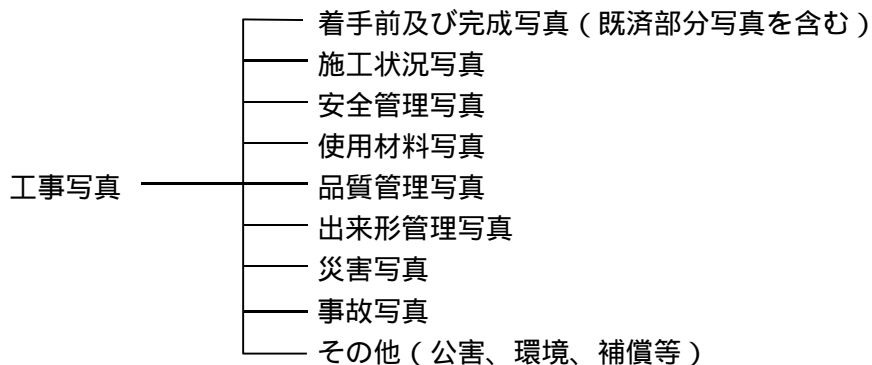 着手前及び完成写真（既済部分写真を含む）
施工状況写真
安全管理写真
使用材料写真
工事写真 品質管理写真
出来形管理写真
災害写真
事故写真
その他（公害、環境、補償等）